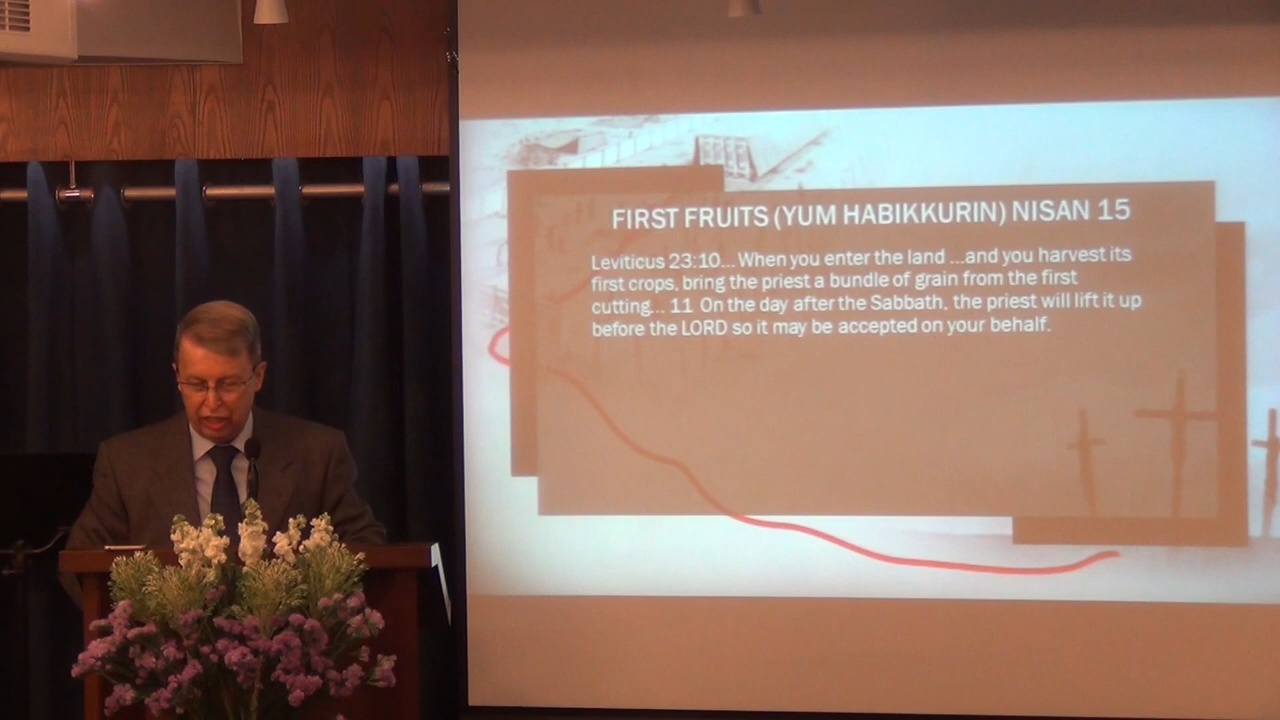 FIRST FRUITS (YUM HABIKKURIN) NISAN 15
Leviticus 23:10... When you enter the land ...and you harvest its
first crops, bring the priest a bundle of grain from the first
cutting... 11 On the day after the Sabbath, the priest will lift it up
before the LORD so it may be accepted on your behalf.